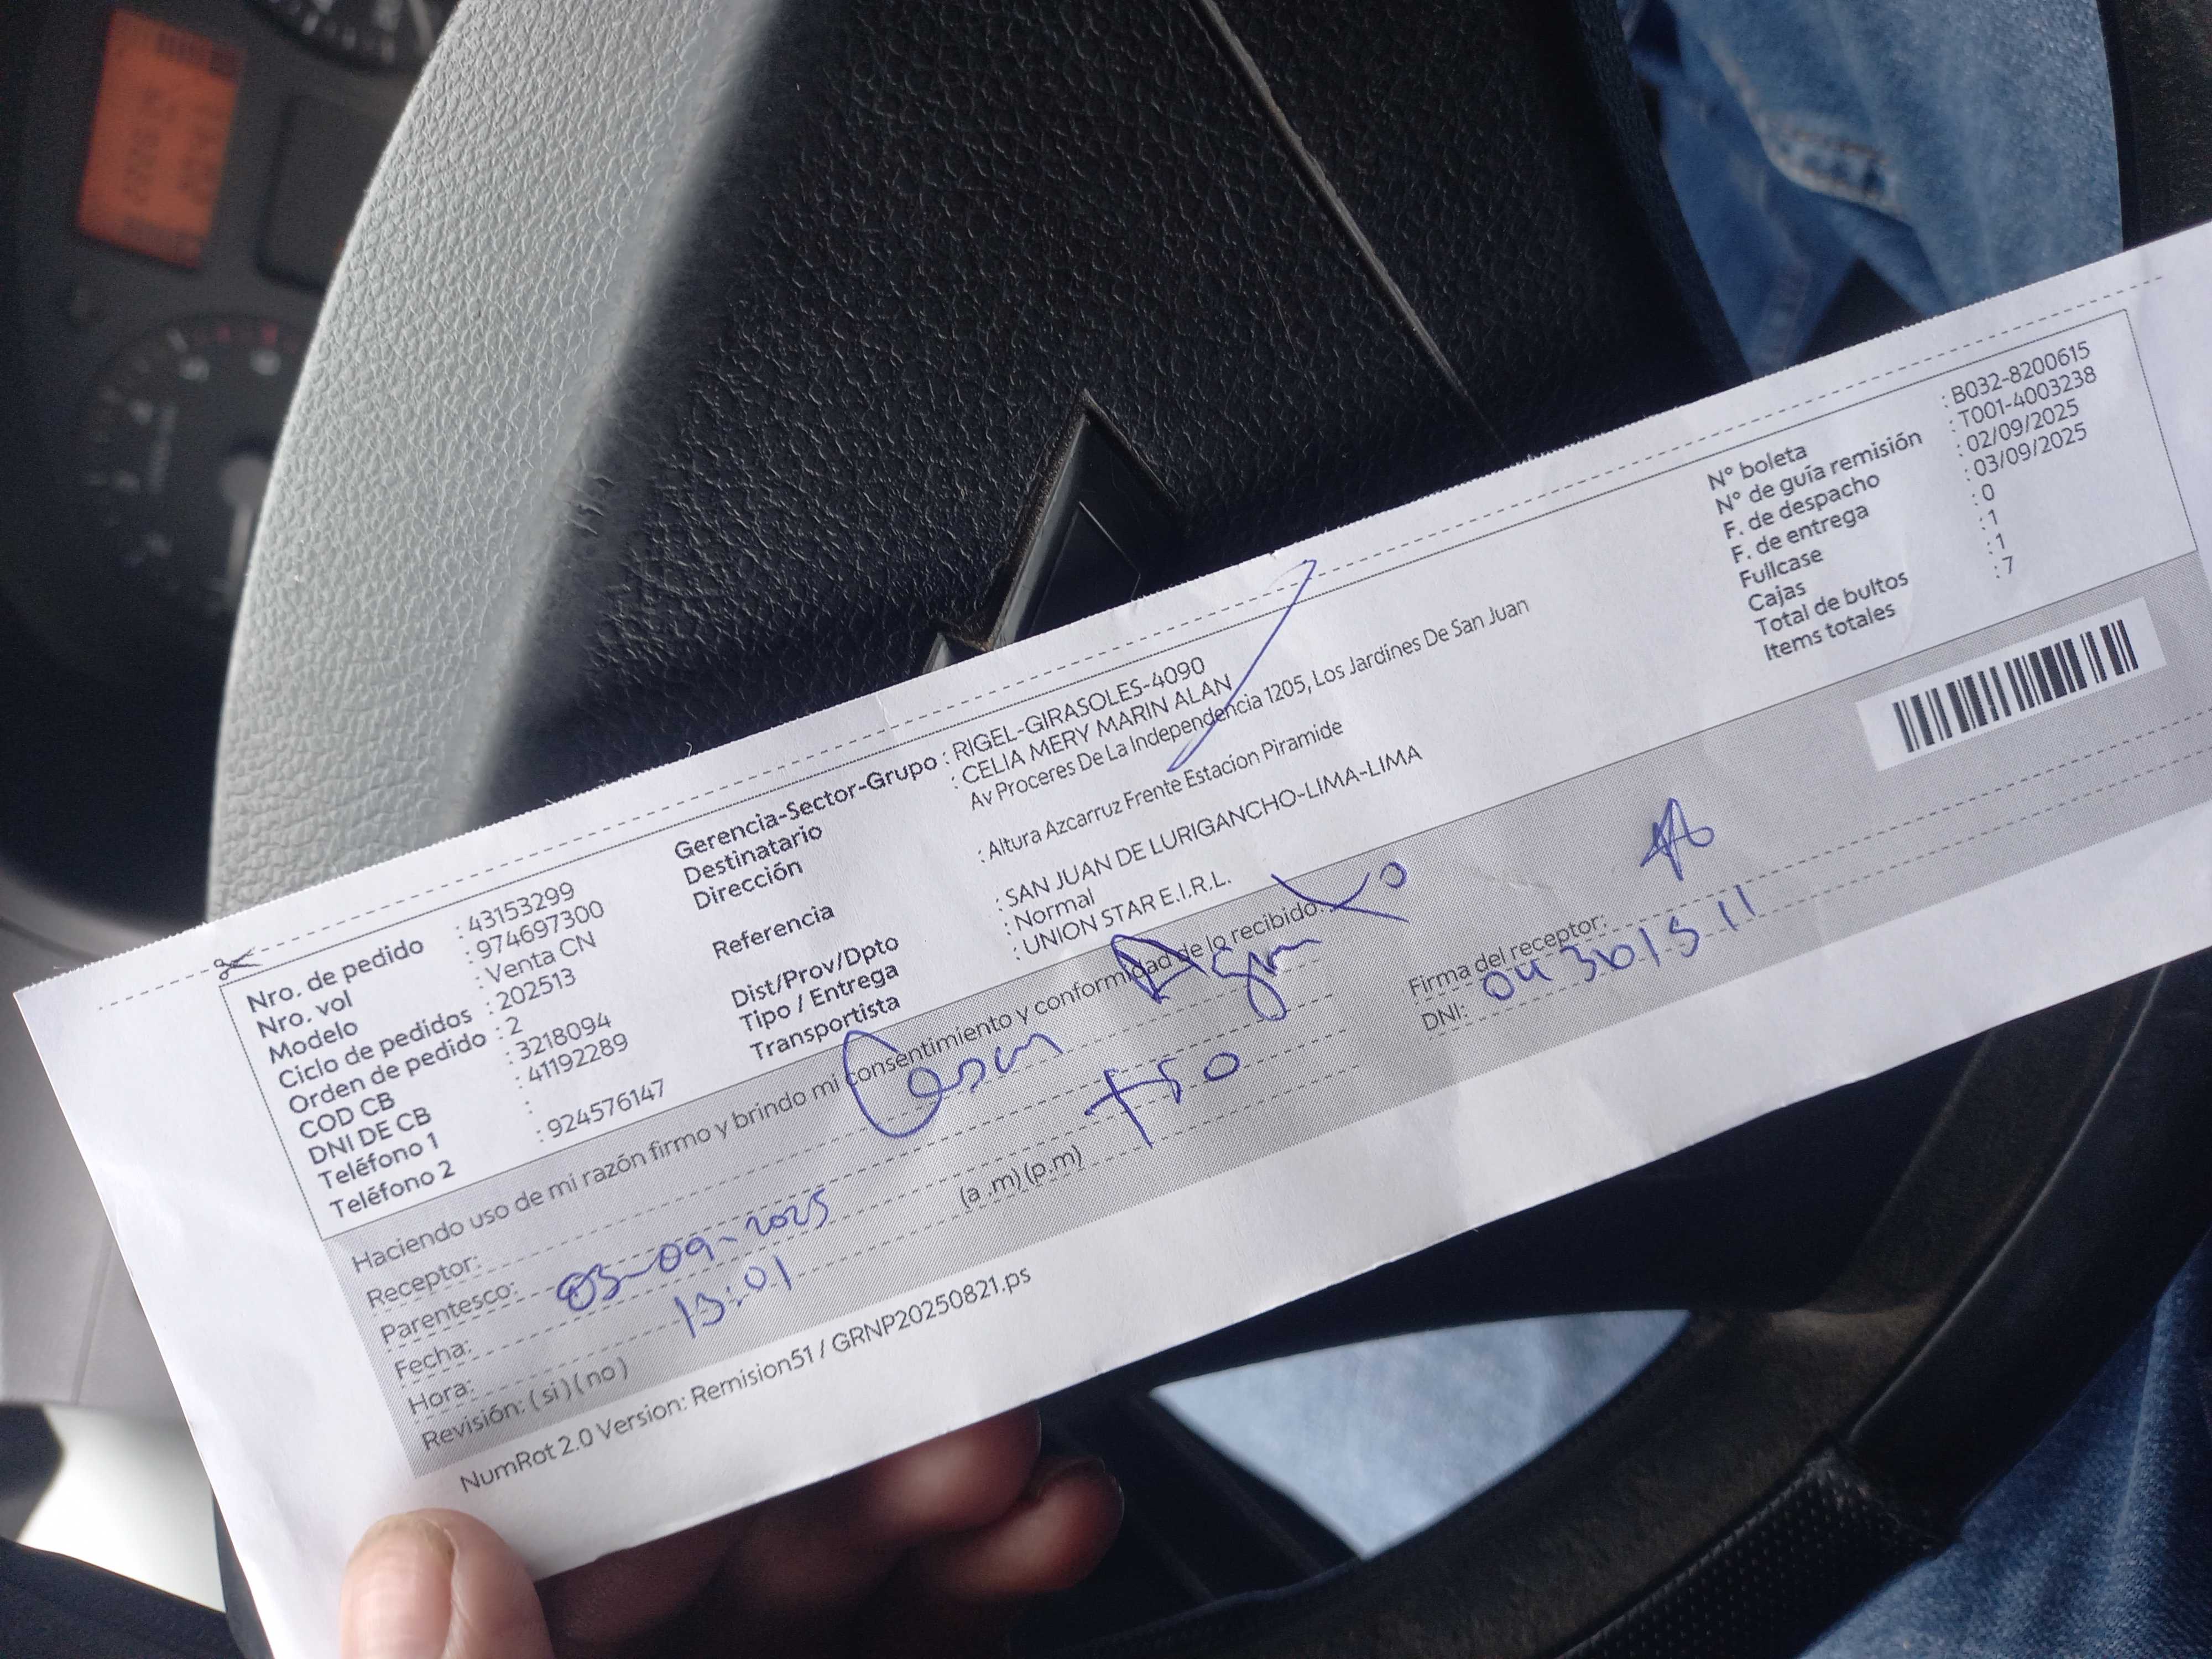 Nro. de pedido : 43153299
Nro. vol : 974697300
Modelo : Venta CN
Ciclo de pedidos : 202513
Orden de pedido : 2
COD CB : 3218094
DNI DE CB : 41192289
Teléfono 1 :
Teléfono 2 : 924576147
Gerencia-Sector-Grupo : RIGEL-GIRASOLES-4090
Destinatario : CELIA MERY MARIN ALAN
Dirección Av Proceres De La Independencia 1205, Los Jardines De San Juan
Referencia : Altura Azcarruz Frente Estacion Piramide
Dist/Prov/Dpto : SAN JUAN DE LURIGANCHO-LIMA-LIMA
Tipo / Entrega : Normal
Transportista : UNION STAR E.I.R.L.
N° boleta : B032-8200615
N° de guía remisión : T001-4003238
F. de despacho : 02/09/2025
F. de entrega : 03/09/2025
Fullcase : 0
Cajas : 1
Total de bultos : 1
Items totales : 7
Haciendo uso de mi razón firmo y brindo mi consentimiento y conformidad de lo recibido.
Receptor:
Parentesco:
Fecha: 03-09-2025
Hora: 13:01 (a.m) (p.m)
Revisión: ( si ) ( no )
Firma del receptor:
DNI:
NumRot 2.0 Version: Remision51 / GRNP20250821.ps